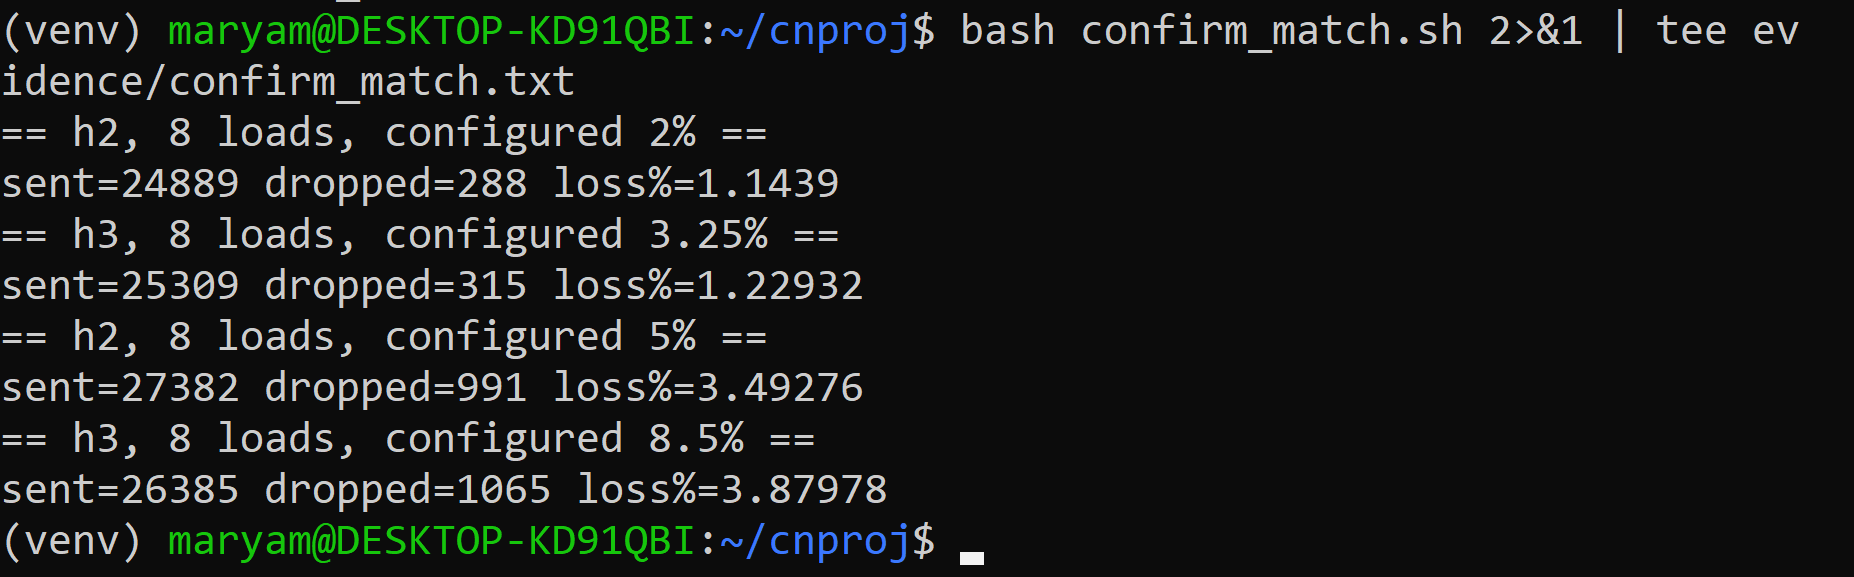 (venv) maryam@DESKTOP-KD91QBI:~/cnproj$ bash confirm_match.sh 2>&1 | tee ev
idence/confirm_match.txt
== h2, 8 loads, configured 2% ==
sent=24889 dropped=288 loss%=1.1439
== h3, 8 loads, configured 3.25% ==
sent=25309 dropped=315 loss%=1.22932
== h2, 8 loads, configured 5% ==
sent=27382 dropped=991 loss%=3.49276
== h3, 8 loads, configured 8.5% ==
sent=26385 dropped=1065 loss%=3.87978
(venv) maryam@DESKTOP-KD91QBI:~/cnproj$